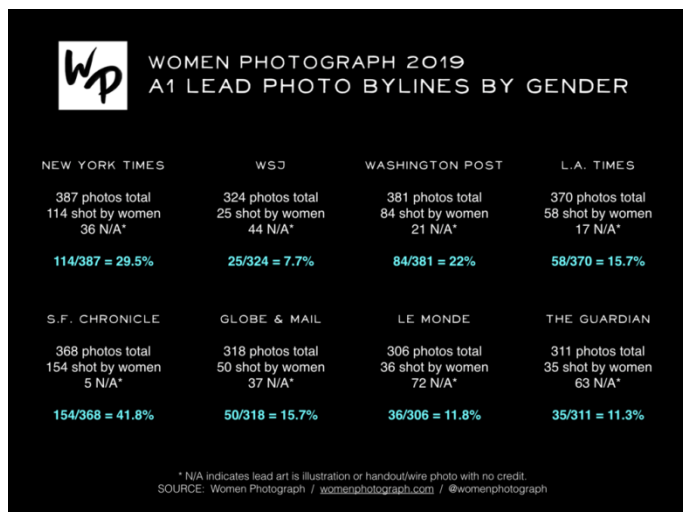 WP
WOMEN PHOTOGRAPH 2019
A1 LEAD PHOTO BYLINES BY GENDER
NEW YORK TIMES
387 photos total
114 shot by women
36 N/A*
114/387 = 29.5%
WSJ
324 photos total
25 shot by women
44 N/A*
25/324 = 7.7%
WASHINGTON POST
381 photos total
84 shot by women
21 N/A*
84/381 = 22%
L.A. TIMES
370 photos total
58 shot by women
17 N/A*
58/370 = 15.7%
S.F. CHRONICLE
368 photos total
154 shot by women
5 N/A*
154/368 = 41.8%
GLOBE & MAIL
318 photos total
50 shot by women
37 N/A*
50/318 = 15.7%
LE MONDE
306 photos total
36 shot by women
72 N/A*
36/306 = 11.8%
THE GUARDIAN
311 photos total
35 shot by women
63 N/A*
35/311 = 11.3%
* N/A indicates lead art is illustration or handout/wire photo with no credit.
SOURCE: Women Photograph / womenphotograph.com / @womenphotograph